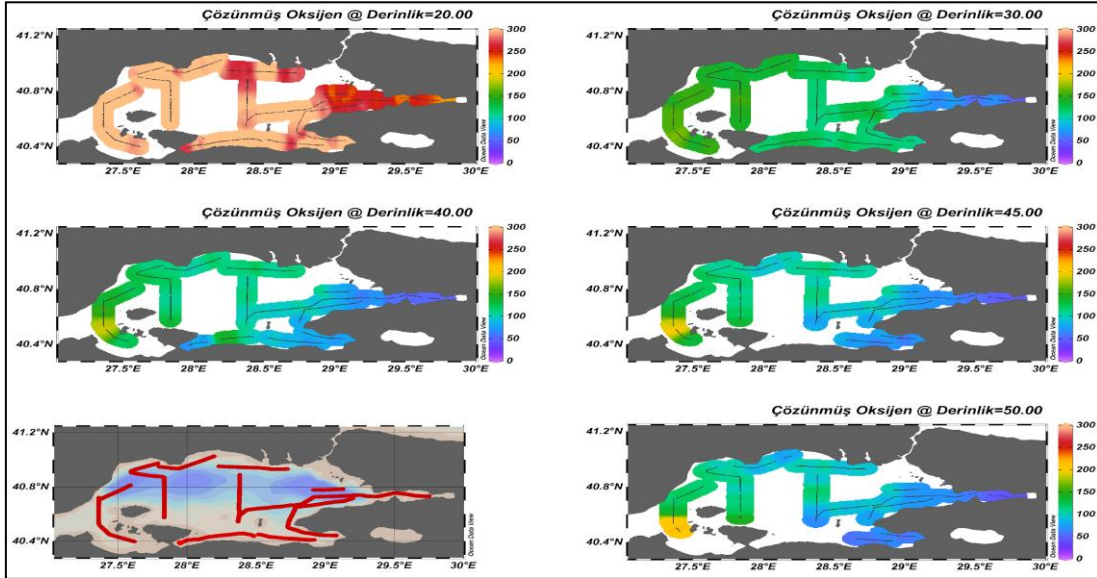 Çözünmüş Oksijen @ Derinlik=20.00
41.2°N
40.8°N
40.4°N
27.5°E 28°E 28.5°E 29°E 29.5°E 30°E
300
250
200
150
100
50
0
Ocean Data View
Çözünmüş Oksijen @ Derinlik=30.00
41.2°N
40.8°N
40.4°N
27.5°E 28°E 28.5°E 29°E 29.5°E 30°E
300
250
200
150
100
50
0
Ocean Data View
Çözünmüş Oksijen @ Derinlik=40.00
41.2°N
40.8°N
40.4°N
27.5°E 28°E 28.5°E 29°E 29.5°E 30°E
300
250
200
150
100
50
0
Ocean Data View
Çözünmüş Oksijen @ Derinlik=45.00
41.2°N
40.8°N
40.4°N
27.5°E 28°E 28.5°E 29°E 29.5°E 30°E
300
250
200
150
100
50
0
Ocean Data View
41.2°N
40.8°N
40.4°N
27.5°E 28°E 28.5°E 29°E 29.5°E 30°E
Ocean Data View
Çözünmüş Oksijen @ Derinlik=50.00
41.2°N
40.8°N
40.4°N
27.5°E 28°E 28.5°E 29°E 29.5°E 30°E
300
250
200
150
100
50
0
Ocean Data View